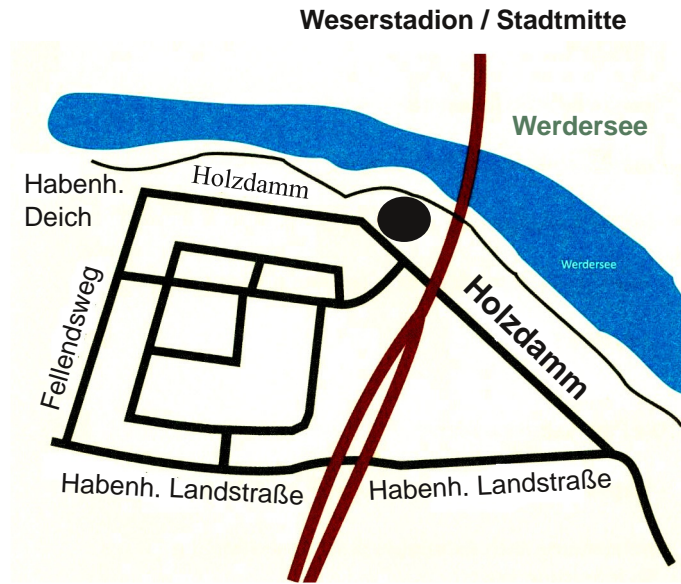 Weserstadion / Stadtmitte
Werdersee
Habenh.
Deich
Holzdamm
Werdersee
Holzdamm
Fellendsweg
Habenh. Landstraße
Habenh. Landstraße